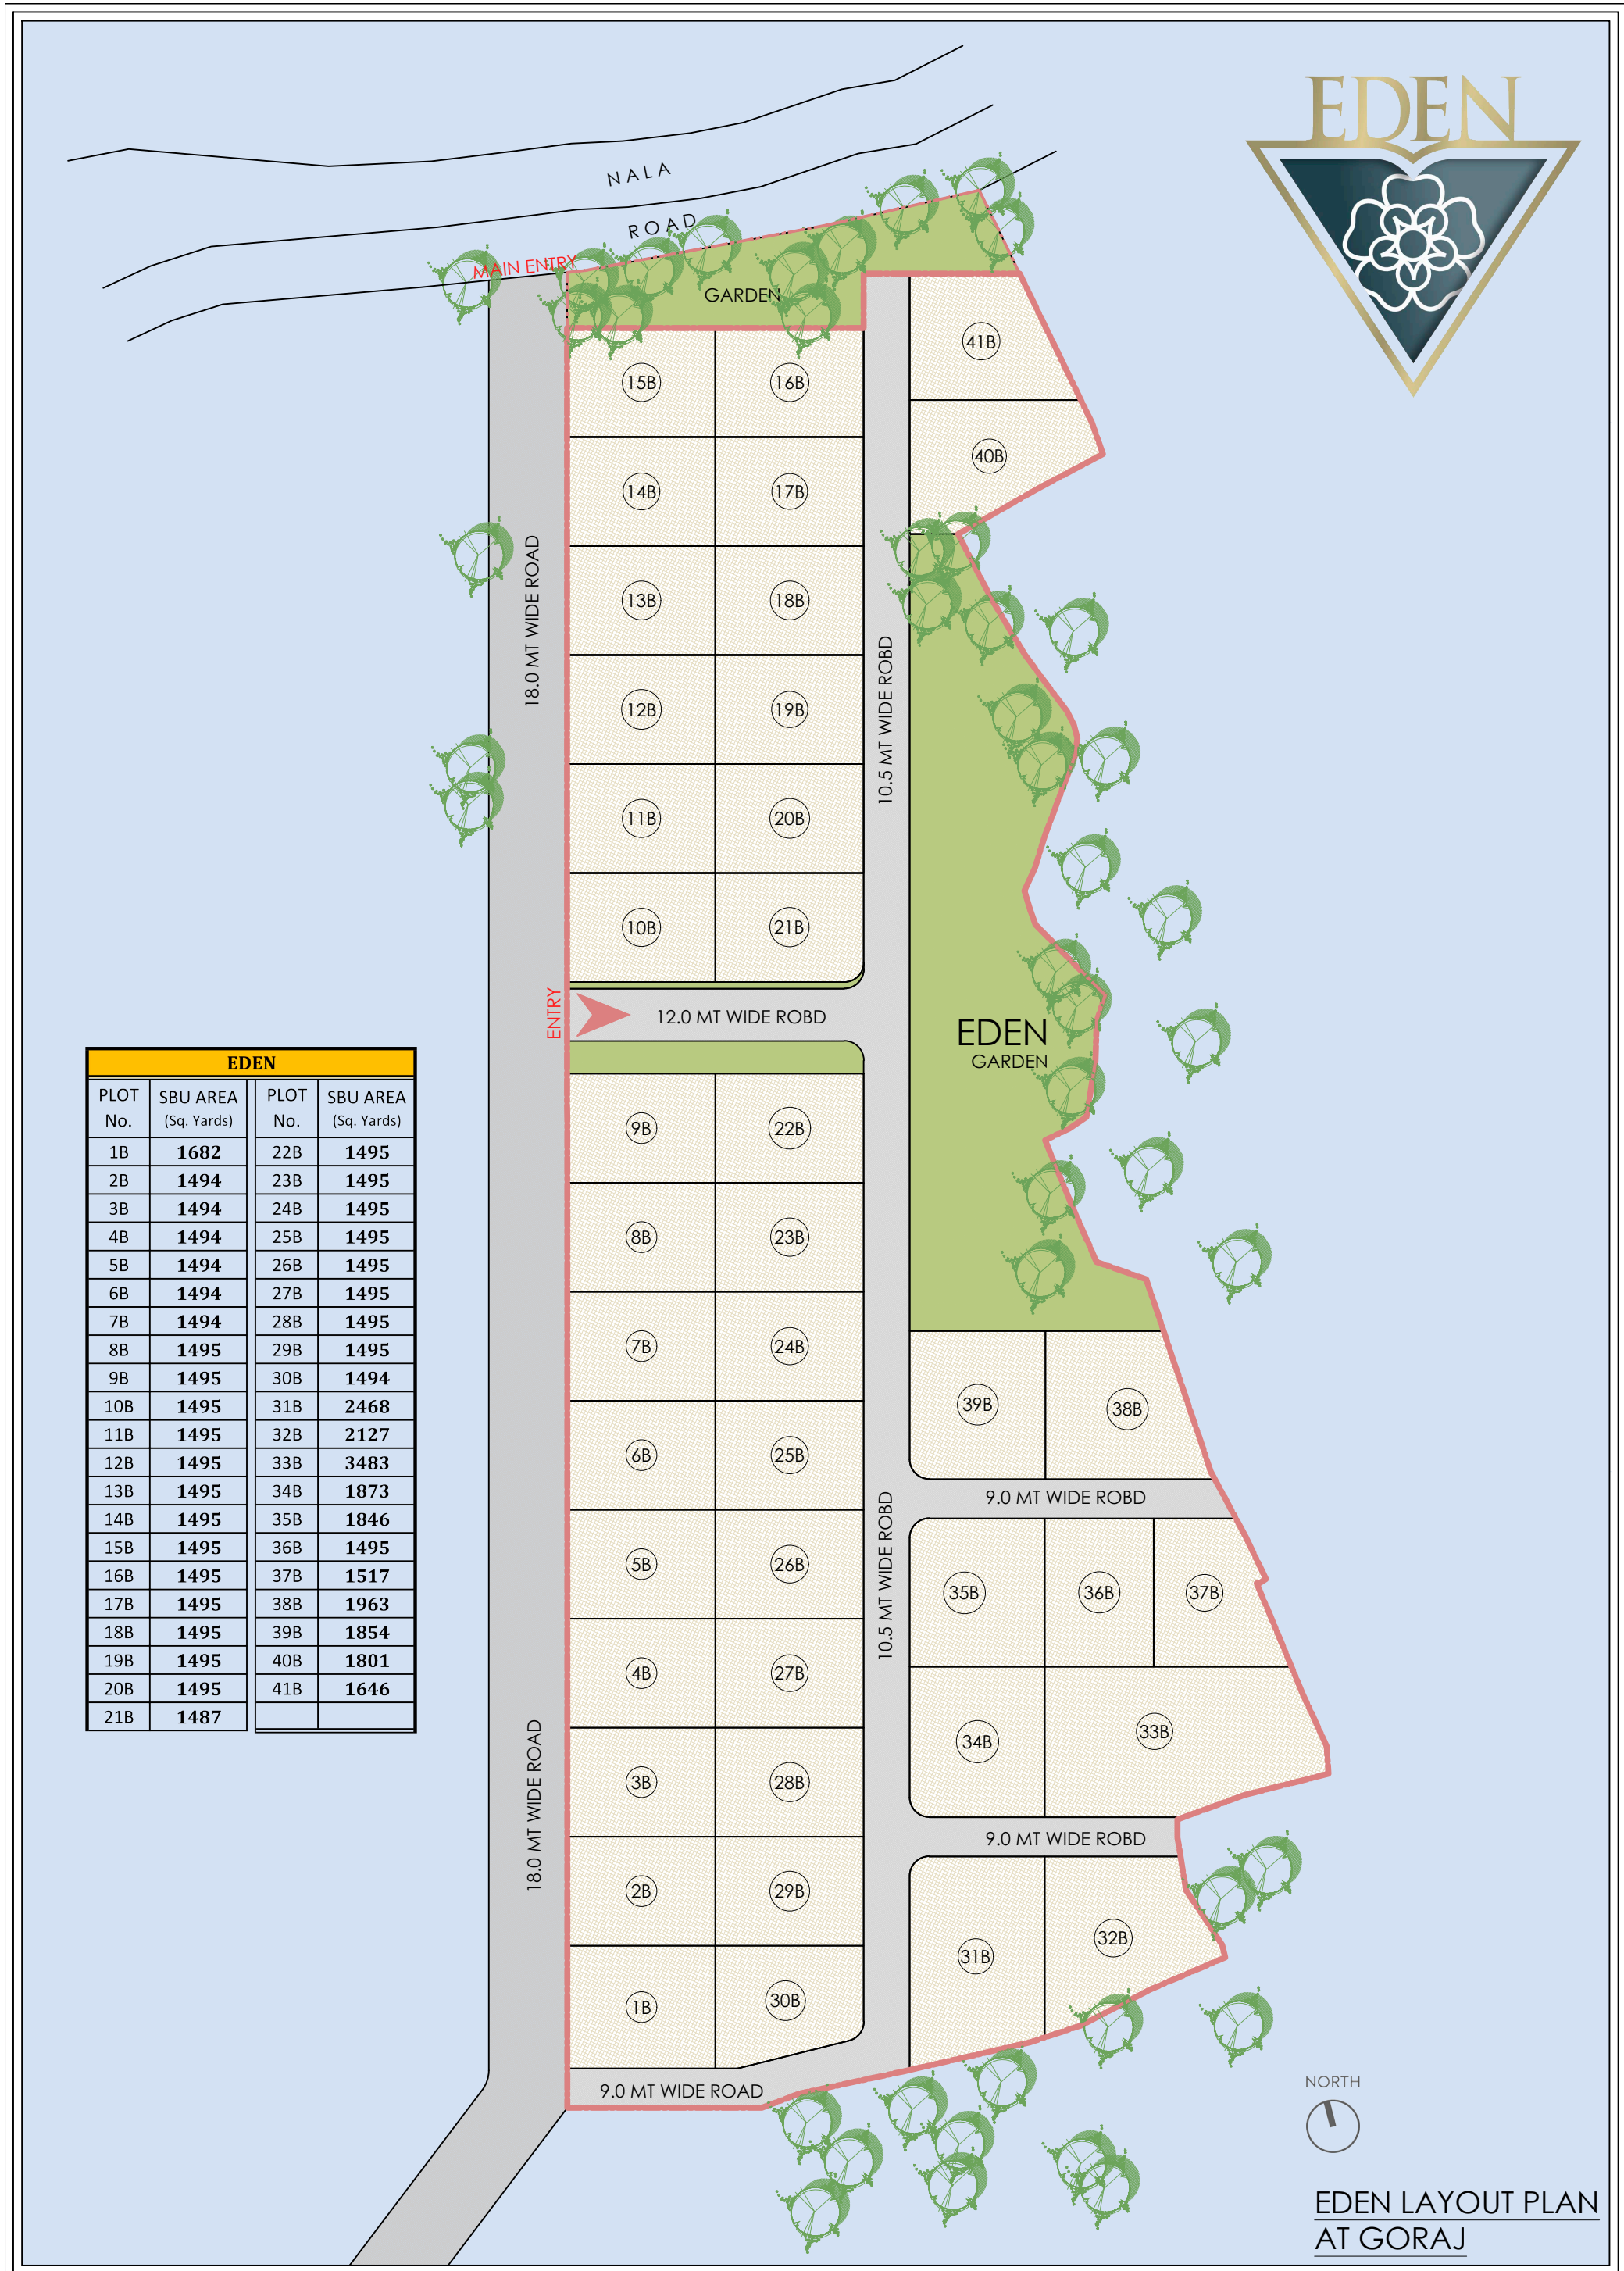 EDEN
NALA
ROAD
MAIN ENTRY
GARDEN
41B
15B
16B
40B
14B
17B
18.0 MT WIDE ROAD
13B
18B
10.5 MT WIDE ROBD
12B
19B
11B
20B
10B
21B
ENTRY
12.0 MT WIDE ROBD
EDEN
GARDEN
9B
22B
8B
23B
7B
24B
39B
38B
6B
25B
9.0 MT WIDE ROBD
10.5 MT WIDE ROBD
5B
26B
35B
36B
37B
4B
27B
34B
33B
18.0 MT WIDE ROAD
3B
28B
9.0 MT WIDE ROBD
2B
29B
31B
32B
1B
30B
9.0 MT WIDE ROAD
EDEN
PLOT No. SBU AREA (Sq. Yards) PLOT No. SBU AREA (Sq. Yards)
1B 1682 22B 1495
2B 1494 23B 1495
3B 1494 24B 1495
4B 1494 25B 1495
5B 1494 26B 1495
6B 1494 27B 1495
7B 1494 28B 1495
8B 1495 29B 1495
9B 1495 30B 1494
10B 1495 31B 2468
11B 1495 32B 2127
12B 1495 33B 3483
13B 1495 34B 1873
14B 1495 35B 1846
15B 1495 36B 1495
16B 1495 37B 1517
17B 1495 38B 1963
18B 1495 39B 1854
19B 1495 40B 1801
20B 1495 41B 1646
21B 1487
NORTH
EDEN LAYOUT PLAN
AT GORAJ